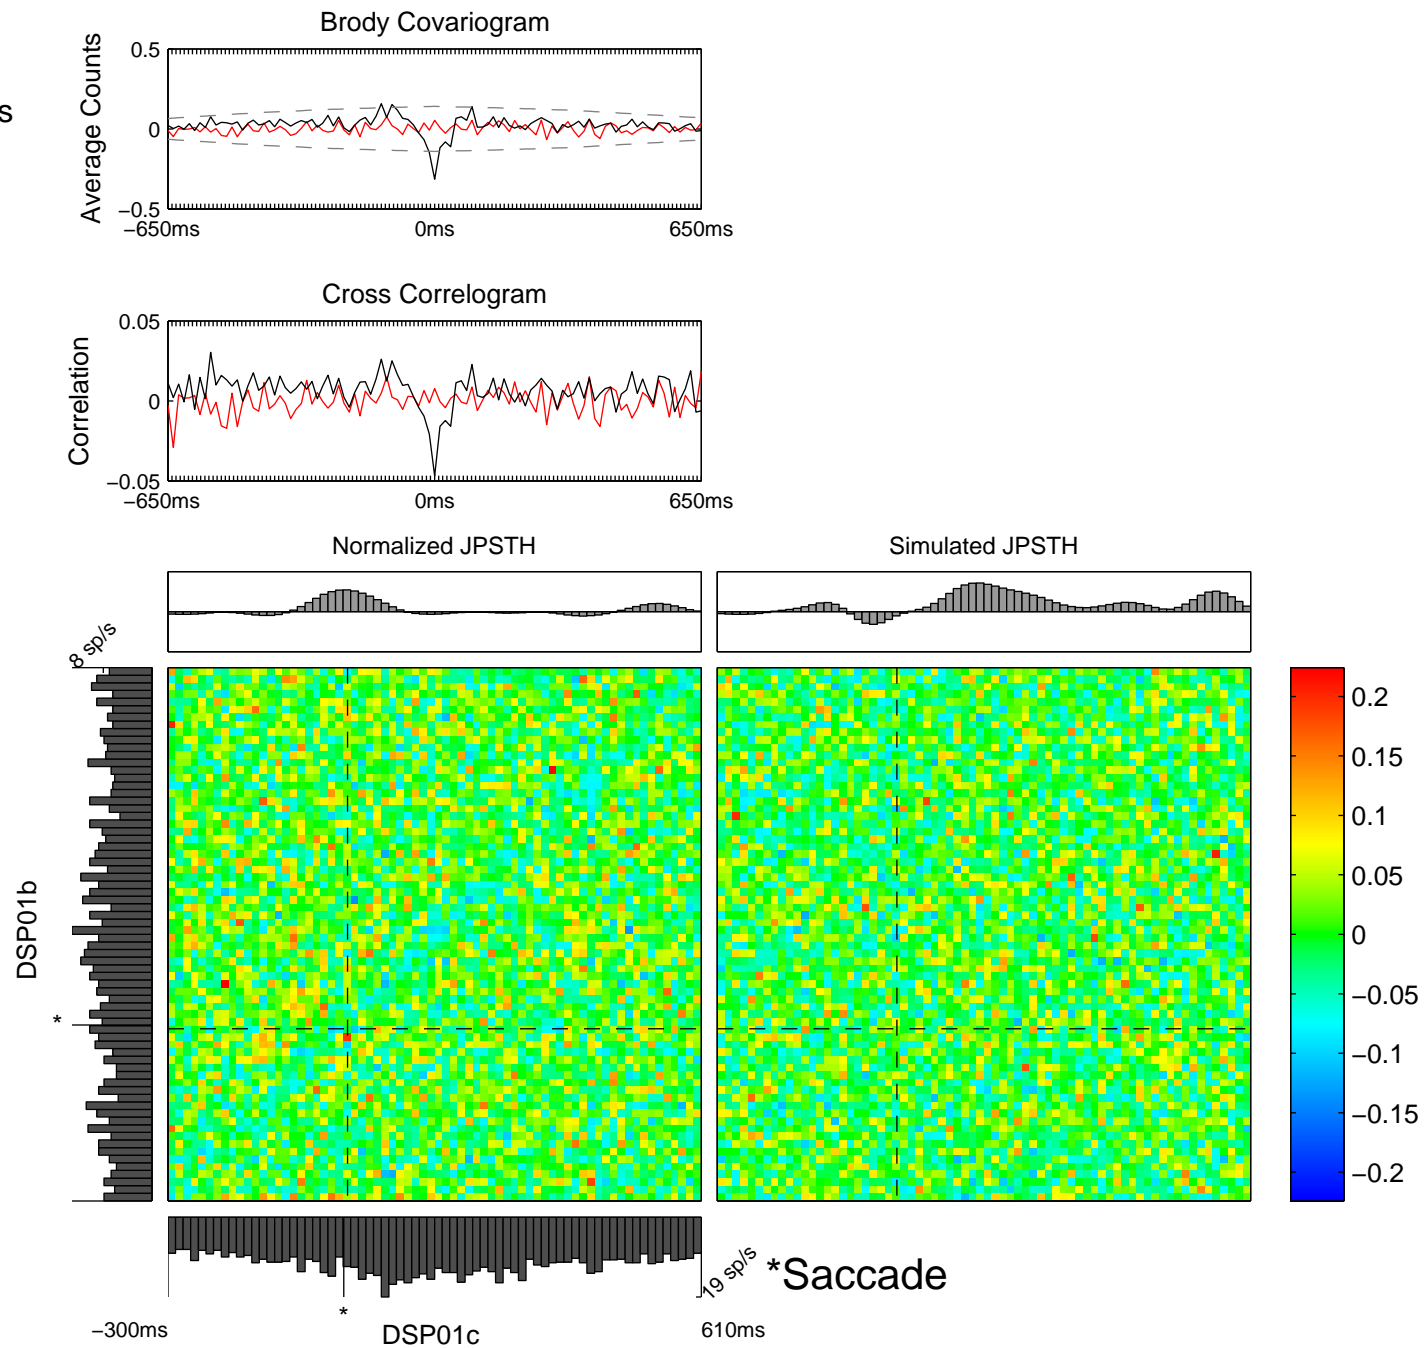 Brody Covariogram
s
Average Counts
0.5
0
−0.5
−650ms
0ms
650ms
Cross Correlogram
Correlation
0.05
0
−0.05
−650ms
0ms
650ms
Normalized JPSTH
Simulated JPSTH
8 sp/s
DSP01b
*
0.2
0.15
0.1
0.05
0
−0.05
−0.1
−0.15
−0.2
19 sp/s
*Saccade
*
−300ms
DSP01c
610ms